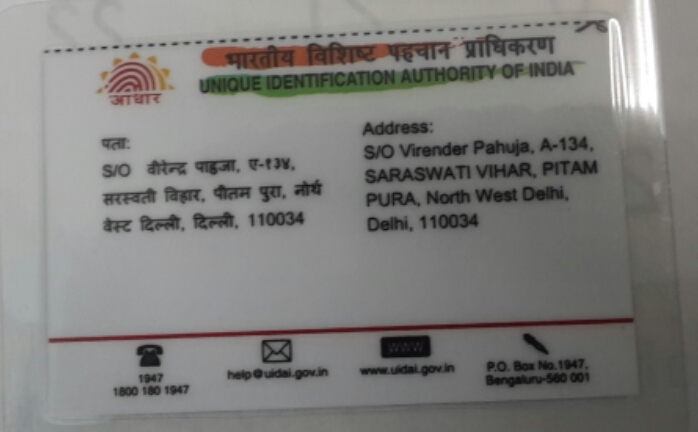 भारतीय विशिष्ट पहचान प्राधिकरण
UNIQUE IDENTIFICATION AUTHORITY OF INDIA
आधार
पता:
S/O वीरेन्द्र पाहुजा, ए-१३४,
सरस्वती विहार, पीतम पुरा, नोर्थ
वेस्ट दिल्ली, दिल्ली, 110034
Address:
S/O Virender Pahuja, A-134,
SARASWATI VIHAR, PITAM
PURA, North West Delhi,
Delhi, 110034
1947
1800 180 1947
help@uidai.gov.in
www.uidai.gov.in
P.O. Box No.1947,
Bengaluru-560 001